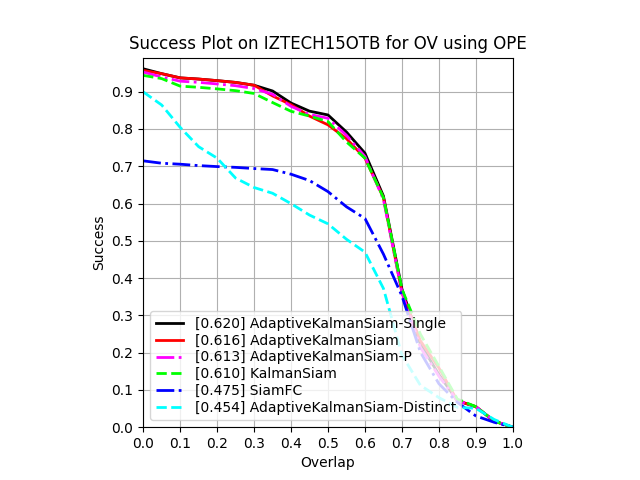 Success Plot on IZTECH15OTB for OV using OPE
Success
0.9
0.8
0.7
0.6
0.5
0.4
0.3
0.2
0.1
0.0
[0.620] AdaptiveKalmanSiam-Single
[0.616] AdaptiveKalmanSiam
[0.613] AdaptiveKalmanSiam-P
[0.610] KalmanSiam
[0.475] SiamFC
[0.454] AdaptiveKalmanSiam-Distinct
0.0 0.1 0.2 0.3 0.4 0.5 0.6 0.7 0.8 0.9 1.0
Overlap